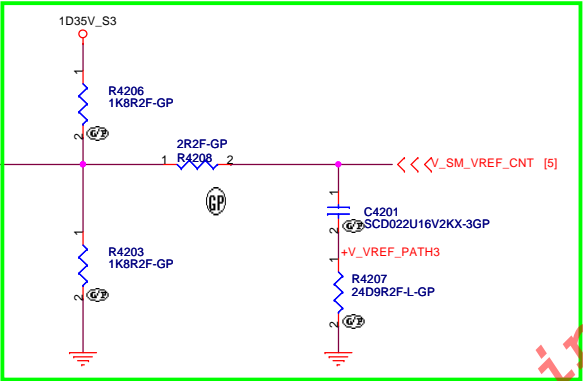 1D35V_S3
1
R4206
1K8R2F-GP
2
G/P
2R2F-GP
1 R4208 2
V_SM_VREF_CNT [5]
GP
1
C4201
SCD022U16V2KX-3GP
2
G/P
1
R4203
1K8R2F-GP
2
G/P
+V_VREF_PATH3
1
R4207
24D9R2F-L-GP
2
G/P